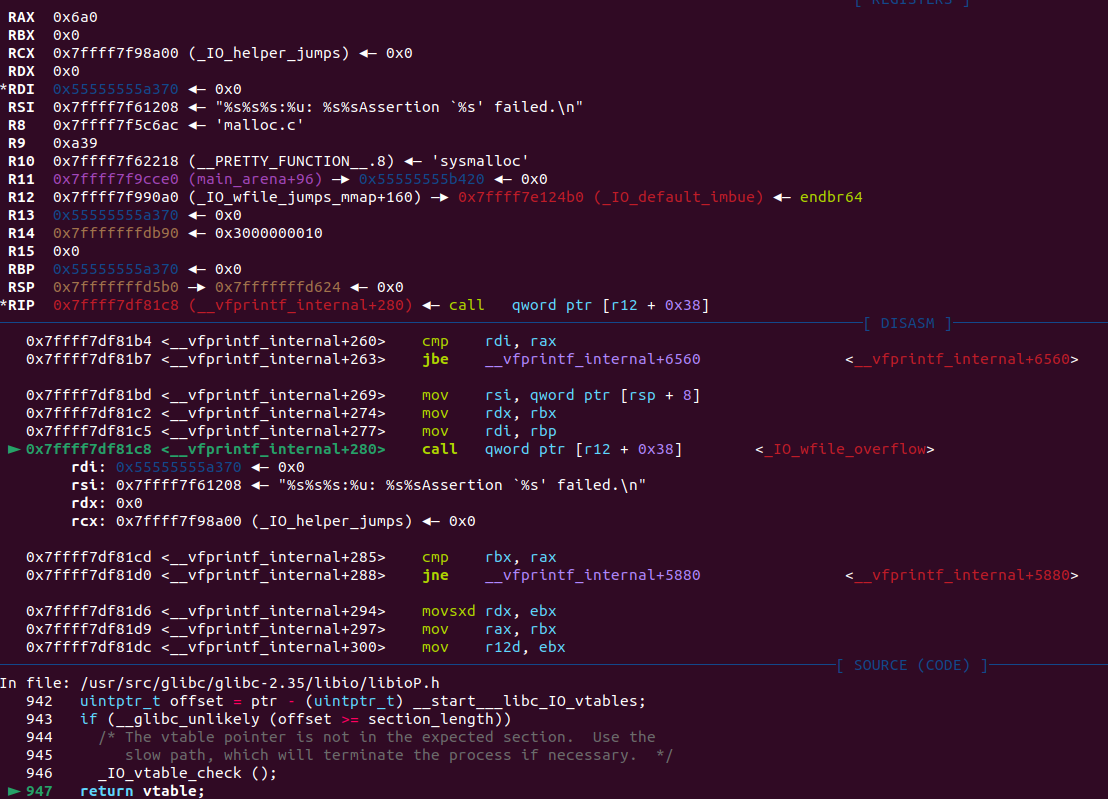 [ REGISTERS ]
RAX 0x6a0
RBX 0x0
RCX 0x7ffff7f98a00 (_IO_helper_jumps) ◂— 0x0
RDX 0x0
*RDI 0x55555555a370 ◂— 0x0
RSI 0x7ffff7f61208 ◂— "%s%s%s:%u: %s%sAssertion `%s' failed.\n"
R8 0x7ffff7f5c6ac ◂— 'malloc.c'
R9 0xa39
R10 0x7ffff7f62218 (__PRETTY_FUNCTION__.8) ◂— 'sysmalloc'
R11 0x7ffff7f9cce0 (main_arena+96) —▸ 0x55555555b420 ◂— 0x0
R12 0x7ffff7f990a0 (_IO_wfile_jumps_mmap+160) —▸ 0x7ffff7e124b0 (_IO_default_imbue) ◂— endbr64
R13 0x55555555a370 ◂— 0x0
R14 0x7fffffffdb90 ◂— 0x3000000010
R15 0x0
RBP 0x55555555a370 ◂— 0x0
RSP 0x7fffffffd5b0 —▸ 0x7fffffffd624 ◂— 0x0
*RIP 0x7ffff7df81c8 (__vfprintf_internal+280) ◂— call qword ptr [r12 + 0x38]
[ DISASM ]
0x7ffff7df81b4 <__vfprintf_internal+260> cmp rdi, rax
0x7ffff7df81b7 <__vfprintf_internal+263> jbe __vfprintf_internal+6560 <__vfprintf_internal+6560>
0x7ffff7df81bd <__vfprintf_internal+269> mov rsi, qword ptr [rsp + 8]
0x7ffff7df81c2 <__vfprintf_internal+274> mov rdx, rbx
0x7ffff7df81c5 <__vfprintf_internal+277> mov rdi, rbp
► 0x7ffff7df81c8 <__vfprintf_internal+280> call qword ptr [r12 + 0x38] <_IO_wfile_overflow>
rdi: 0x55555555a370 ◂— 0x0
rsi: 0x7ffff7f61208 ◂— "%s%s%s:%u: %s%sAssertion `%s' failed.\n"
rdx: 0x0
rcx: 0x7ffff7f98a00 (_IO_helper_jumps) ◂— 0x0
0x7ffff7df81cd <__vfprintf_internal+285> cmp rbx, rax
0x7ffff7df81d0 <__vfprintf_internal+288> jne __vfprintf_internal+5880 <__vfprintf_internal+5880>
0x7ffff7df81d6 <__vfprintf_internal+294> movsxd rdx, ebx
0x7ffff7df81d9 <__vfprintf_internal+297> mov rax, rbx
0x7ffff7df81dc <__vfprintf_internal+300> mov r12d, ebx
[ SOURCE (CODE) ]
In file: /usr/src/glibc/glibc-2.35/libio/libioP.h
942 uintptr_t offset = ptr - (uintptr_t) __start___libc_IO_vtables;
943 if (__glibc_unlikely (offset >= section_length))
944 /* The vtable pointer is not in the expected section. Use the
945 slow path, which will terminate the process if necessary. */
946 _IO_vtable_check ();
► 947 return vtable;